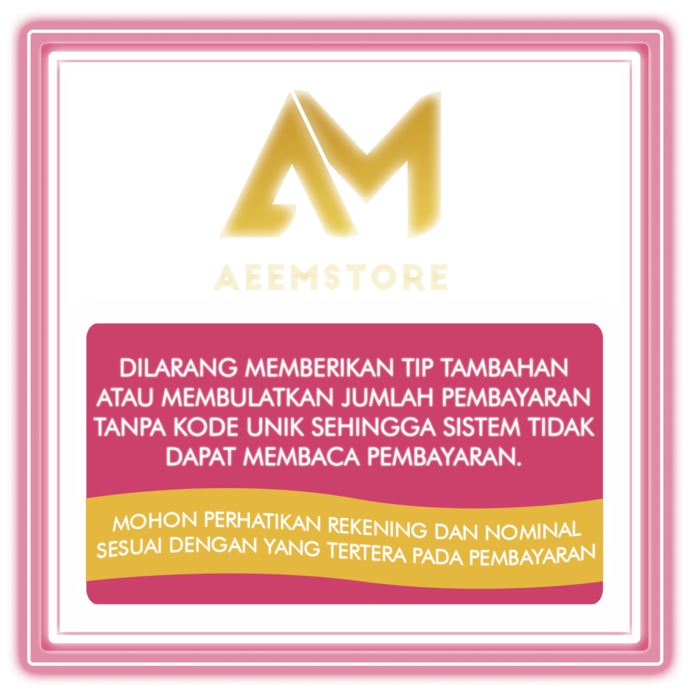 AM
AEEMSTORE
DILARANG MEMBERIKAN TIP TAMBAHAN
ATAU MEMBULATKAN JUMLAH PEMBAYARAN
TANPA KODE UNIK SEHINGGA SISTEM TIDAK
DAPAT MEMBACA PEMBAYARAN.
MOHON PERHATIKAN REKENING DAN NOMINAL
SESUAI DENGAN YANG TERTERA PADA PEMBAYARAN